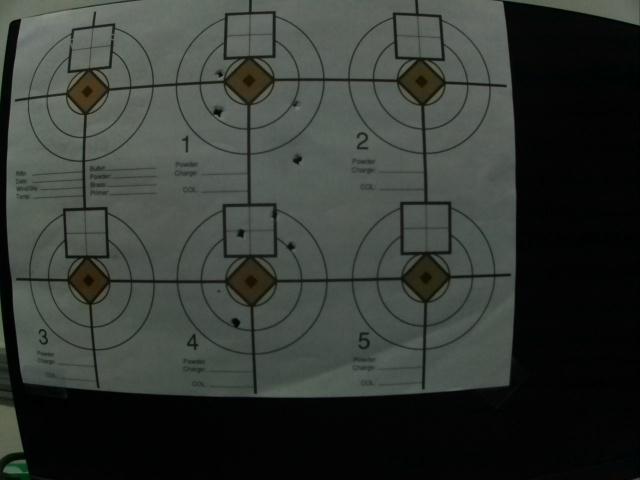 1
2
Rifle:
Date:
Wind/Sky:
Temp:
Bullet:
Powder:
Brass:
Primer:
Powder
Charge:
COL:
Powder
Charge:
COL:
3
Powder
Charge:
COL:
4
Powder
Charge:
COL:
5
Powder
Charge:
COL: